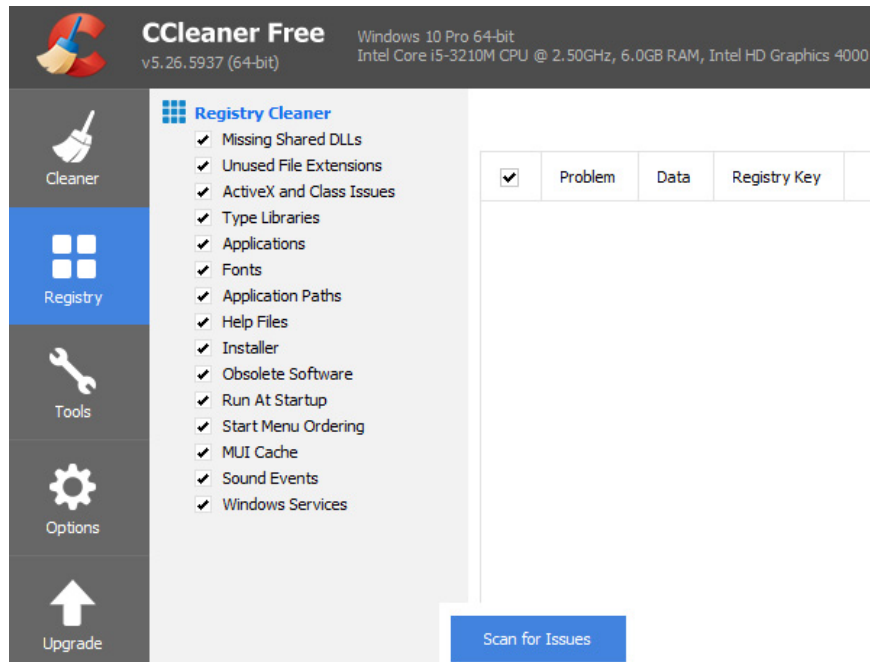 CCleaner Free
v5.26.5937 (64-bit)
Windows 10 Pro 64-bit
Intel Core i5-3210M CPU @ 2.50GHz, 6.0GB RAM, Intel HD Graphics 4000
Cleaner
Registry
Tools
Options
Upgrade
Registry Cleaner
Missing Shared DLLs
Unused File Extensions
ActiveX and Class Issues
Type Libraries
Applications
Fonts
Application Paths
Help Files
Installer
Obsolete Software
Run At Startup
Start Menu Ordering
MUI Cache
Sound Events
Windows Services
Problem Data Registry Key
Scan for Issues